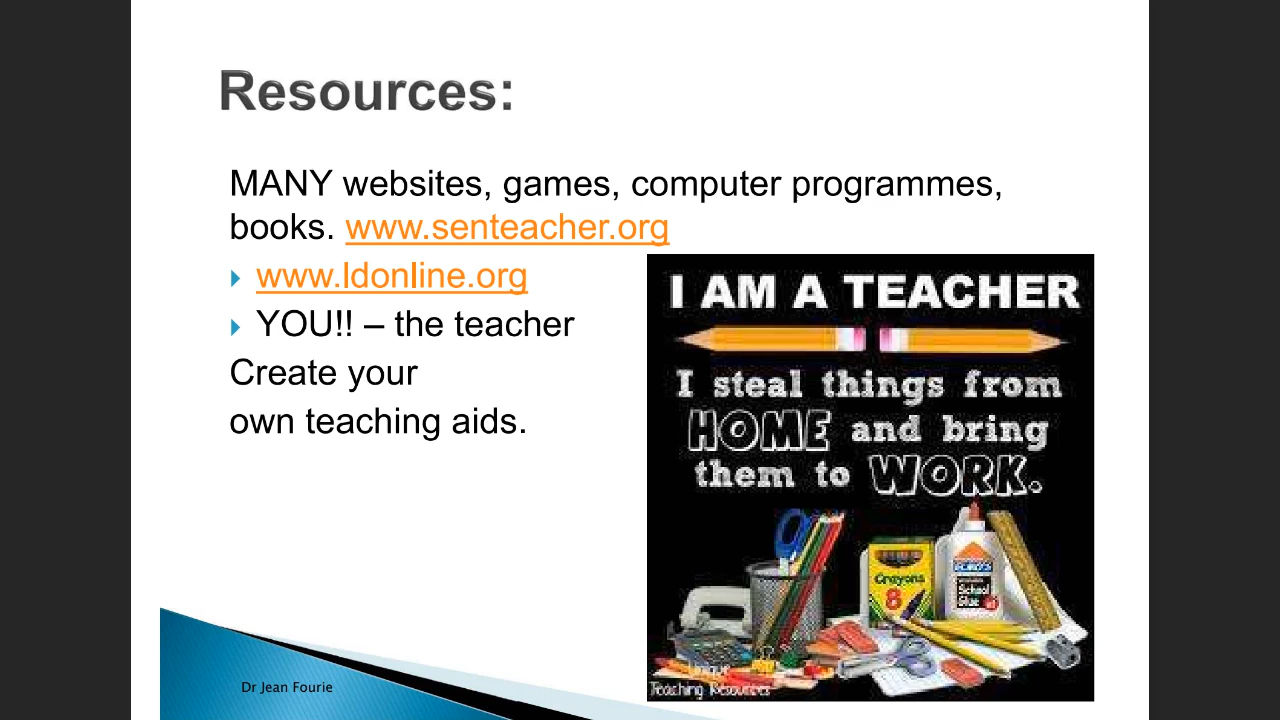 Resources:
MANY websites, games, computer programmes,
books. www.senteacher.org
www.ldonline.org
YOU!! – the teacher
Create your
own teaching aids.
I AM A TEACHER
I steal things from
HOME and bring
them to WORK.
Crayons
8
School
Glue
Unique
Teaching Resources
Dr Jean Fourie